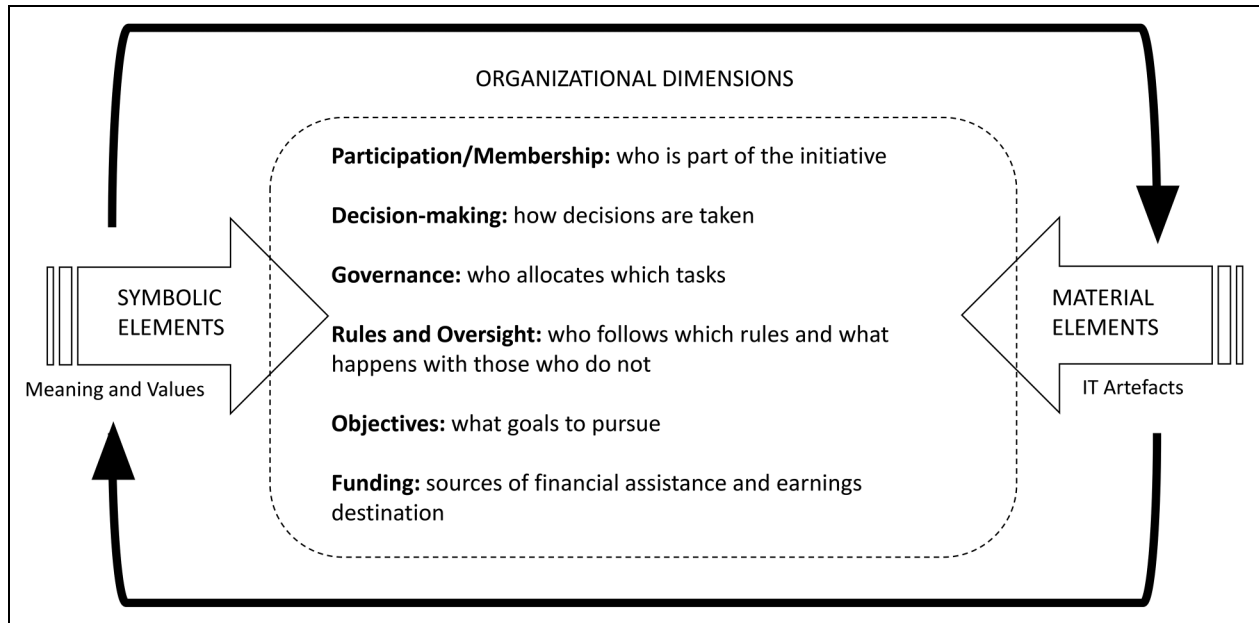 ORGANIZATIONAL DIMENSIONS
Participation/Membership: who is part of the initiative
Decision-making: how decisions are taken
Governance: who allocates which tasks
Rules and Oversight: who follows which rules and what
happens with those who do not
Objectives: what goals to pursue
Funding: sources of financial assistance and earnings
destination
SYMBOLIC
ELEMENTS
Meaning and Values
MATERIAL
ELEMENTS
IT Artefacts